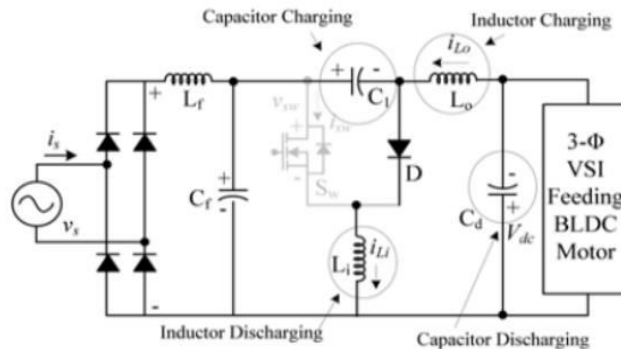 Capacitor Charging
Inductor Charging
+ -
i_Lo
+
L_f
C_1
L_o
v_sw
i_sw
+
-
S_w
D
i_s
v_s
C_f
+
-
L_i
i_Li
-
+
C_d
V_dc
3-Φ
VSI
Feeding
BLDC
Motor
-
Inductor Discharging
Capacitor Discharging